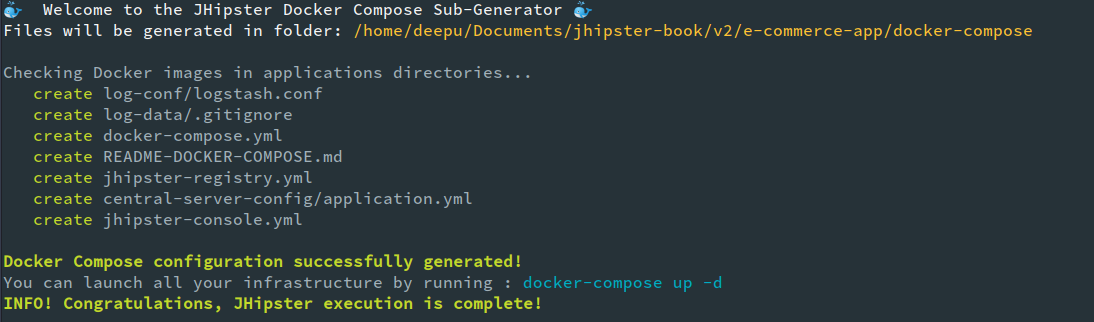 🐳 Welcome to the JHipster Docker Compose Sub-Generator 🐳
Files will be generated in folder: /home/deepu/Documents/jhipster-book/v2/e-commerce-app/docker-compose
Checking Docker images in applications directories...
create log-conf/logstash.conf
create log-data/.gitignore
create docker-compose.yml
create README-DOCKER-COMPOSE.md
create jhipster-registry.yml
create central-server-config/application.yml
create jhipster-console.yml
Docker Compose configuration successfully generated!
You can launch all your infrastructure by running : docker-compose up -d
INFO! Congratulations, JHipster execution is complete!